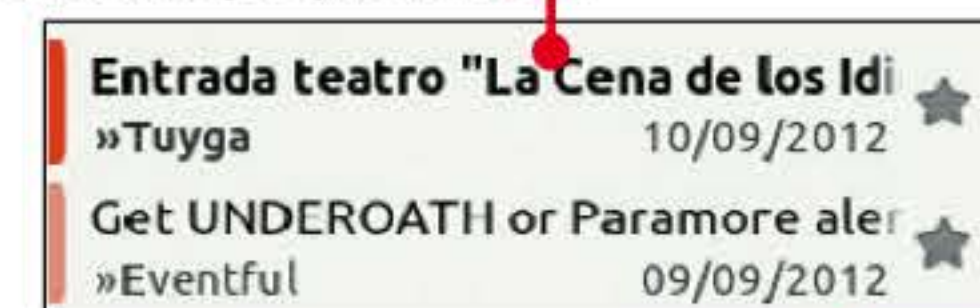 Entrada teatro "La Cena de los Idi
»Tuyga 10/09/2012
Get UNDEROATH or Paramore aler
»Eventful 09/09/2012